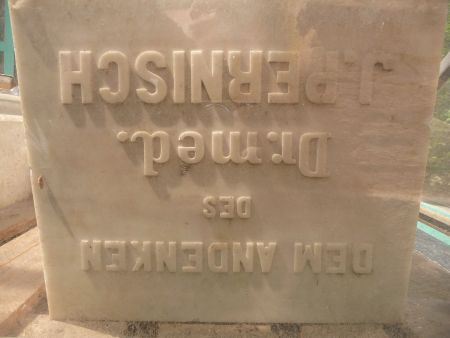 DEM ANDENKEN
DES
Dr. med.
J. PERNISCH